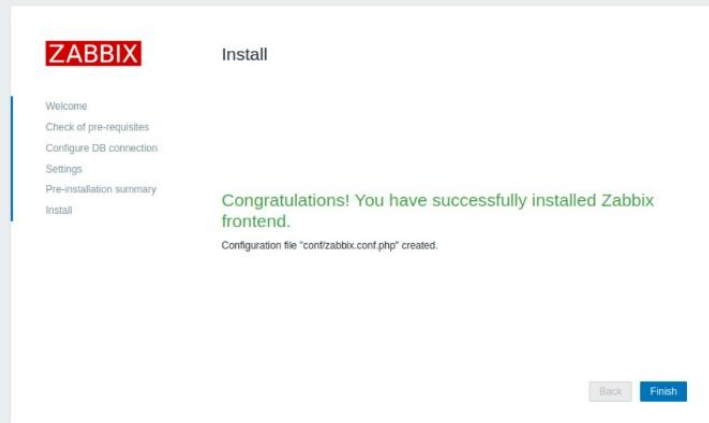 ZABBIX
Install
Welcome
Check of pre-requisites
Configure DB connection
Settings
Pre-installation summary
Install
Congratulations! You have successfully installed Zabbix
frontend.
Configuration file "conf/zabbix.conf.php" created.
Back
Finish